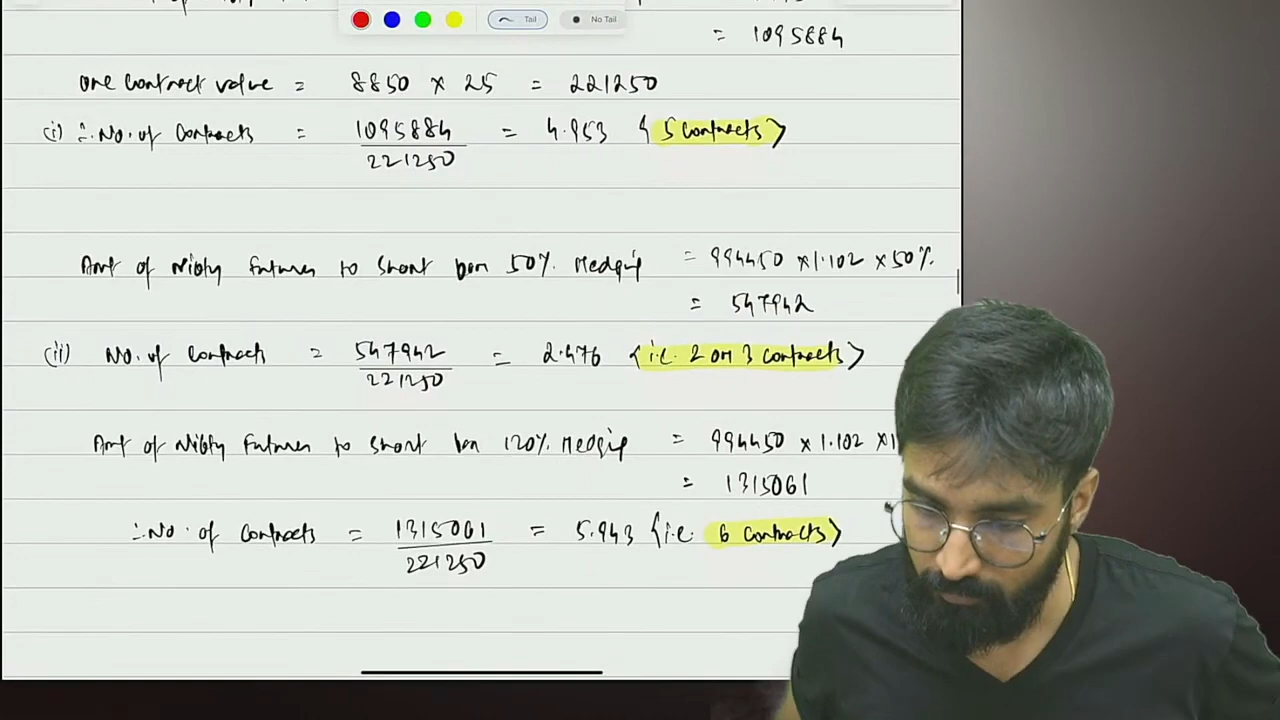 Tail No Tail
= 1095884
One Contract value = 8850 × 25 = 221250
(i) ∴ No. of Contracts = 1095884 / 221250 = 4.953 {5 Contracts}
Amt of Nifty Futures to Short for 50% Hedging = 994450 × 1.102 × 50%
= 547942
(ii) No. of Contracts = 547942 / 221250 = 2.476 {i.e. 2 or 3 contracts}
Amt of Nifty Futures to Short for 120% Hedging = 994450 × 1.102 ×
= 1315061
∴ No. of Contracts = 1315061 / 221250 = 5.943 {i.e. 6 contracts}